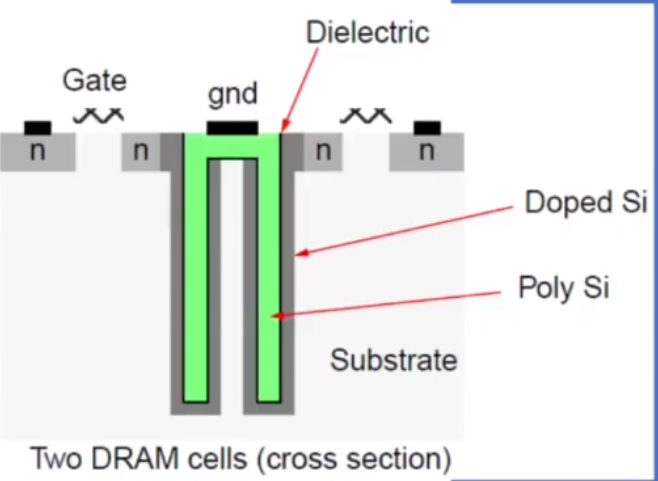 Dielectric
Gate
gnd
n
n
n
n
Doped Si
Poly Si
Substrate
Two DRAM cells (cross section)